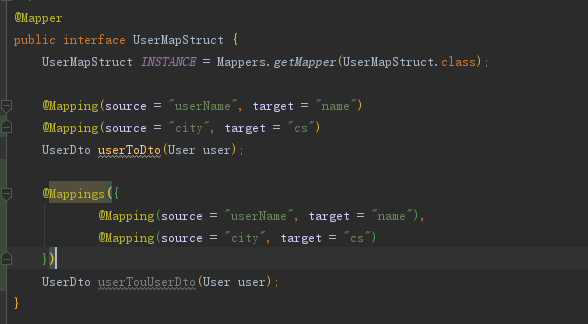 @Mapper
public interface UserMapStruct {
    UserMapStruct INSTANCE = Mappers.getMapper(UserMapStruct.class);
    @Mapping(source = "userName", target = "name")
    @Mapping(source = "city", target = "cs")
    UserDto userToDto(User user);
    @Mappings({
            @Mapping(source = "userName", target = "name"),
            @Mapping(source = "city", target = "cs")
    })
    UserDto userTouUserDto(User user);
}